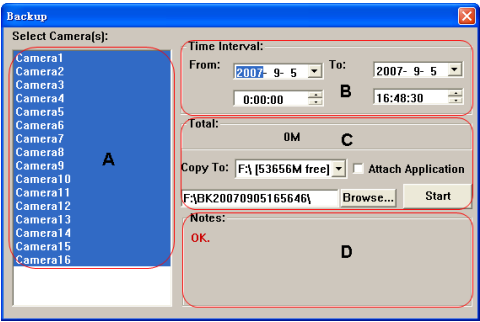 Backup
Select Camera(s):
Camera1
Camera2
Camera3
Camera4
Camera5
Camera6
Camera7
Camera8
Camera9
Camera10
Camera11
Camera12
Camera13
Camera14
Camera15
Camera16
A
Time Interval:
From: 2007- 9- 5 To: 2007- 9- 5
0:00:00 B 16:48:30
Total:
0M C
Copy To: F:\ [53656M free] Attach Application
F:\BK20070905165646\ Browse... Start
Notes:
OK.
D